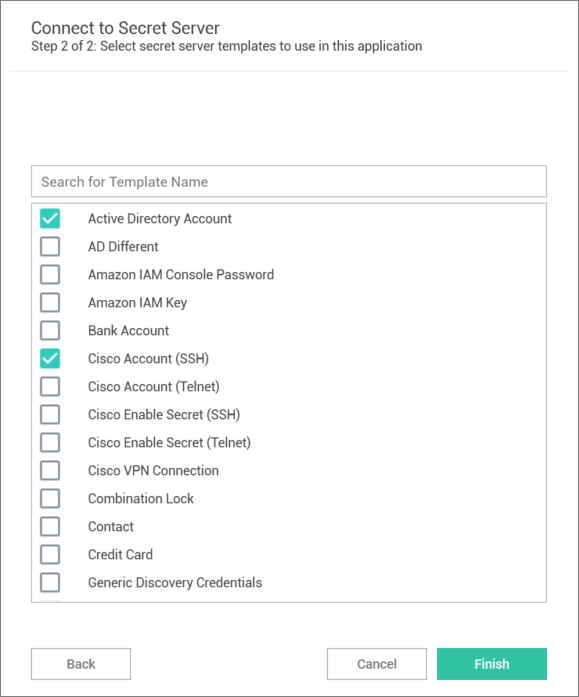 Connect to Secret Server
Step 2 of 2: Select secret server templates to use in this application
Search for Template Name
Active Directory Account
AD Different
Amazon IAM Console Password
Amazon IAM Key
Bank Account
Cisco Account (SSH)
Cisco Account (Telnet)
Cisco Enable Secret (SSH)
Cisco Enable Secret (Telnet)
Cisco VPN Connection
Combination Lock
Contact
Credit Card
Generic Discovery Credentials
Back
Cancel
Finish